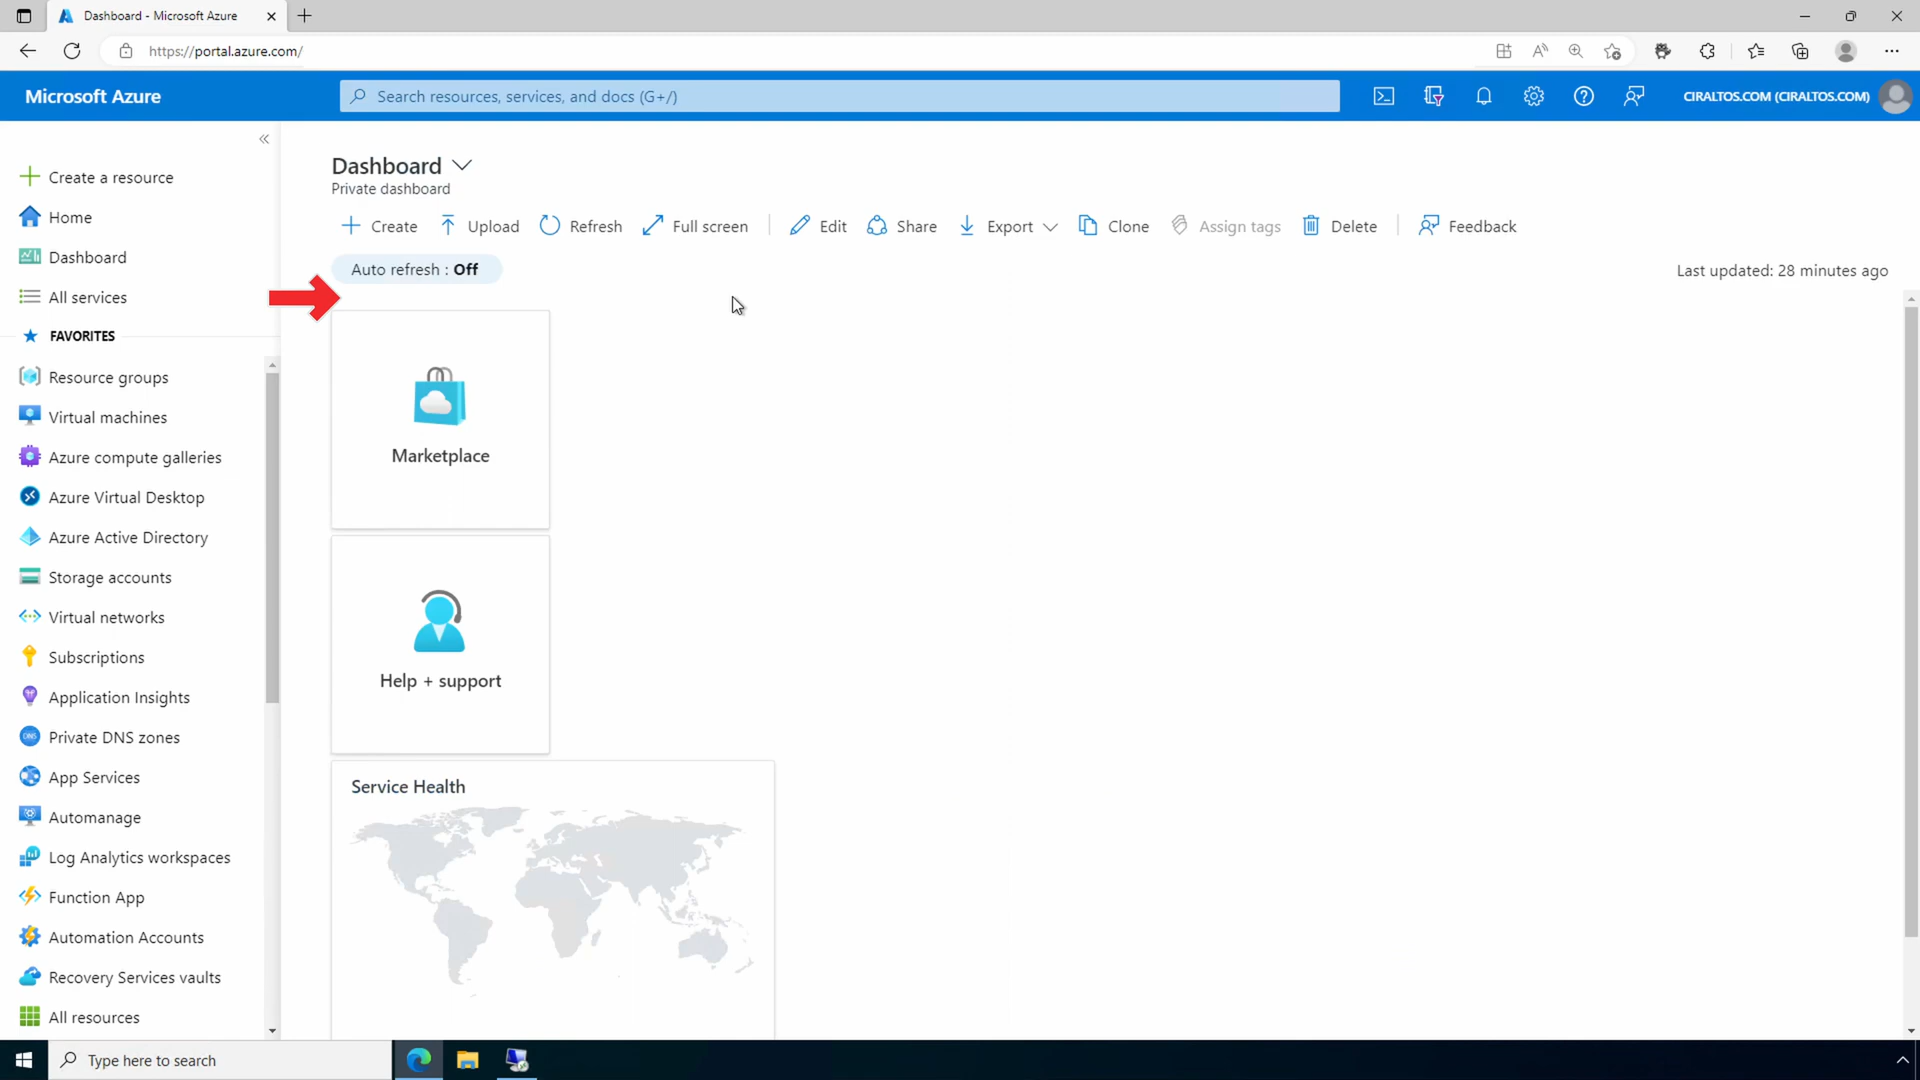 Dashboard - Microsoft Azure
https://portal.azure.com/
Microsoft Azure
Search resources, services, and docs (G+/)
CIRALTOS.COM (CIRALTOS.COM)
Create a resource
Home
Dashboard
All services
FAVORITES
Resource groups
Virtual machines
Azure compute galleries
Azure Virtual Desktop
Azure Active Directory
Storage accounts
Virtual networks
Subscriptions
Application Insights
Private DNS zones
App Services
Automanage
Log Analytics workspaces
Function App
Automation Accounts
Recovery Services vaults
All resources
Dashboard
Private dashboard
Create Upload Refresh Full screen Edit Share Export Clone Assign tags Delete Feedback
Auto refresh : Off
Last updated: 28 minutes ago
Marketplace
Help + support
Service Health
Type here to search